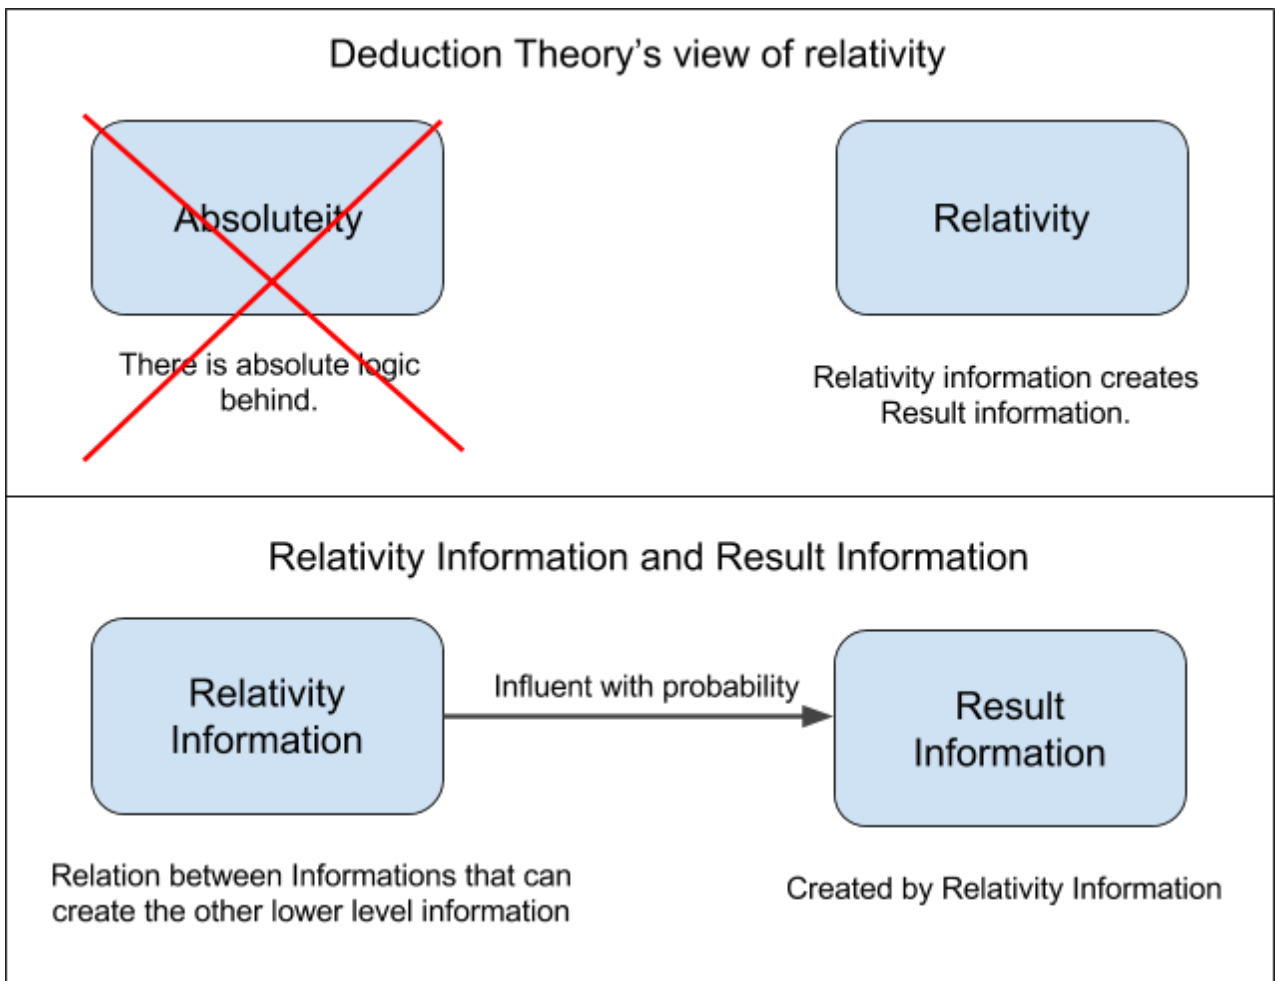 Deduction Theory's view of relativity
Absoluteity
Relativity
There is absolute logic
behind.
Relativity information creates
Result information.
Relativity Information and Result Information
Relativity
Information
Influent with probability
Result
Information
Relation between Informations that can
create the other lower level information
Created by Relativity Information